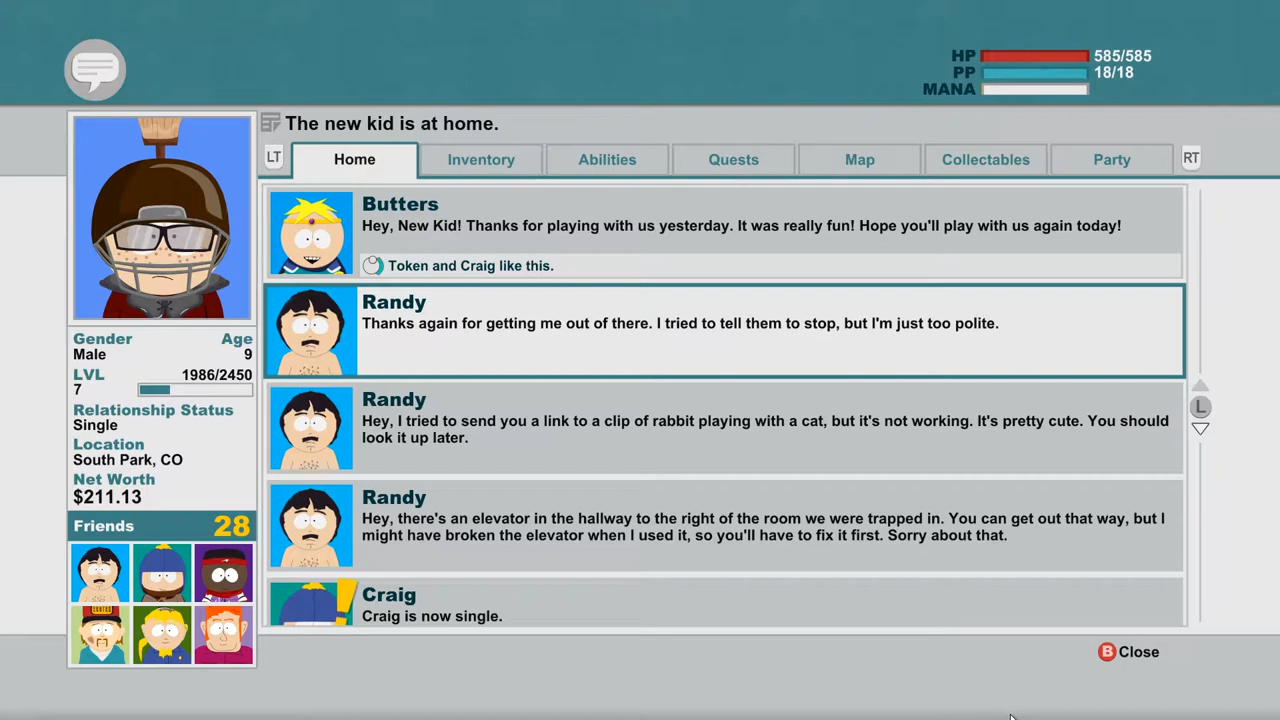 HP 585/585
PP 18/18
MANA
The new kid is at home.
LT Home Inventory Abilities Quests Map Collectables Party RT
Butters
Hey, New Kid! Thanks for playing with us yesterday. It was really fun! Hope you'll play with us again today!
Token and Craig like this.
Randy
Thanks again for getting me out of there. I tried to tell them to stop, but I'm just too polite.
Randy
Hey, I tried to send you a link to a clip of rabbit playing with a cat, but it's not working. It's pretty cute. You should
look it up later.
Randy
Hey, there's an elevator in the hallway to the right of the room we were trapped in. You can get out that way, but I
might have broken the elevator when I used it, so you'll have to fix it first. Sorry about that.
Craig
Craig is now single.
Gender Age
Male 9
LVL 1986/2450
7
Relationship Status
Single
Location
South Park, CO
Net Worth
$211.13
Friends 28
L
B Close